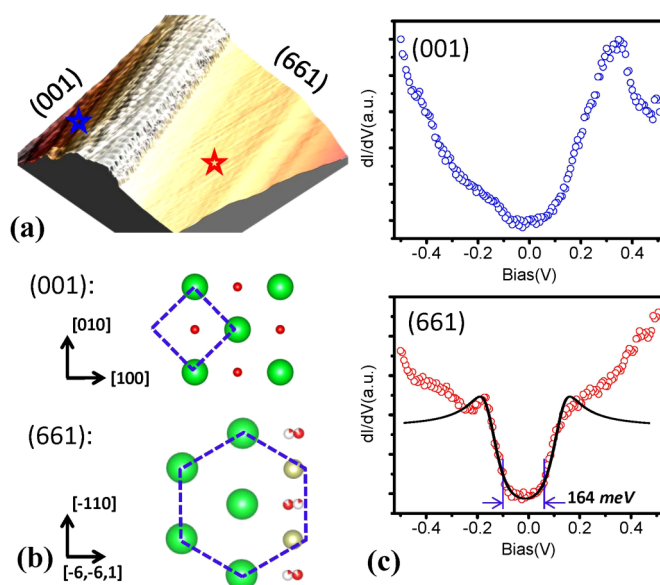 (001)
(661)
(a)
(001):
[010]
[100]
(661):
[-110]
[-6,-6,1]
(b)
(001)
dI/dV(a.u.)
-0.4 -0.2 0.0 0.2 0.4
Bias(V)
(661)
dI/dV(a.u.)
164 meV
-0.4 -0.2 0.0 0.2 0.4
Bias(V)
(c)